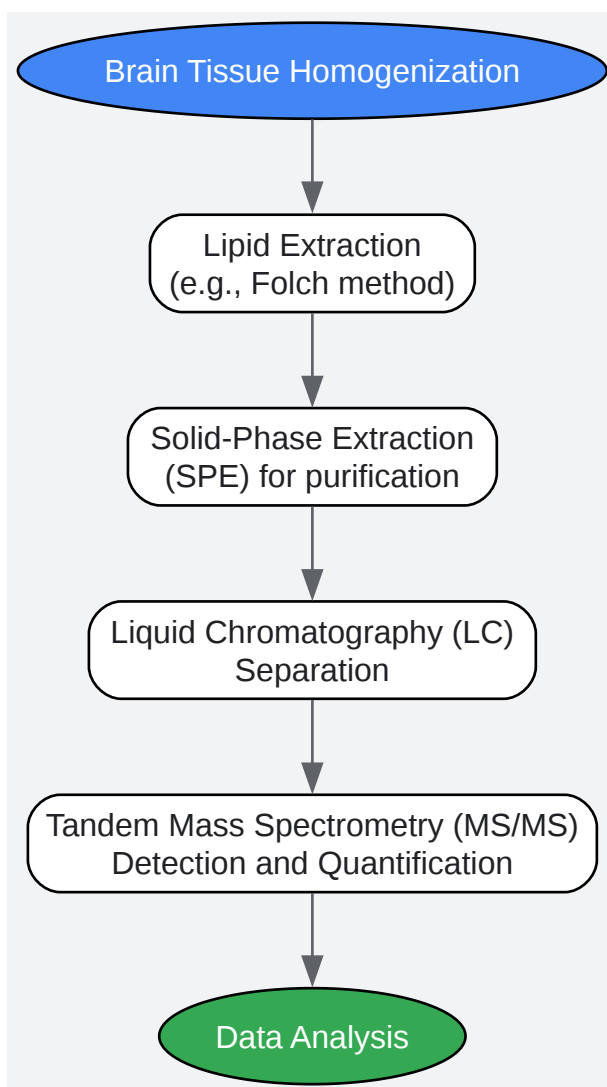 Brain Tissue Homogenization
Lipid Extraction
(e.g., Folch method)
Solid-Phase Extraction
(SPE) for purification
Liquid Chromatography (LC)
Separation
Tandem Mass Spectrometry (MS/MS)
Detection and Quantification
Data Analysis